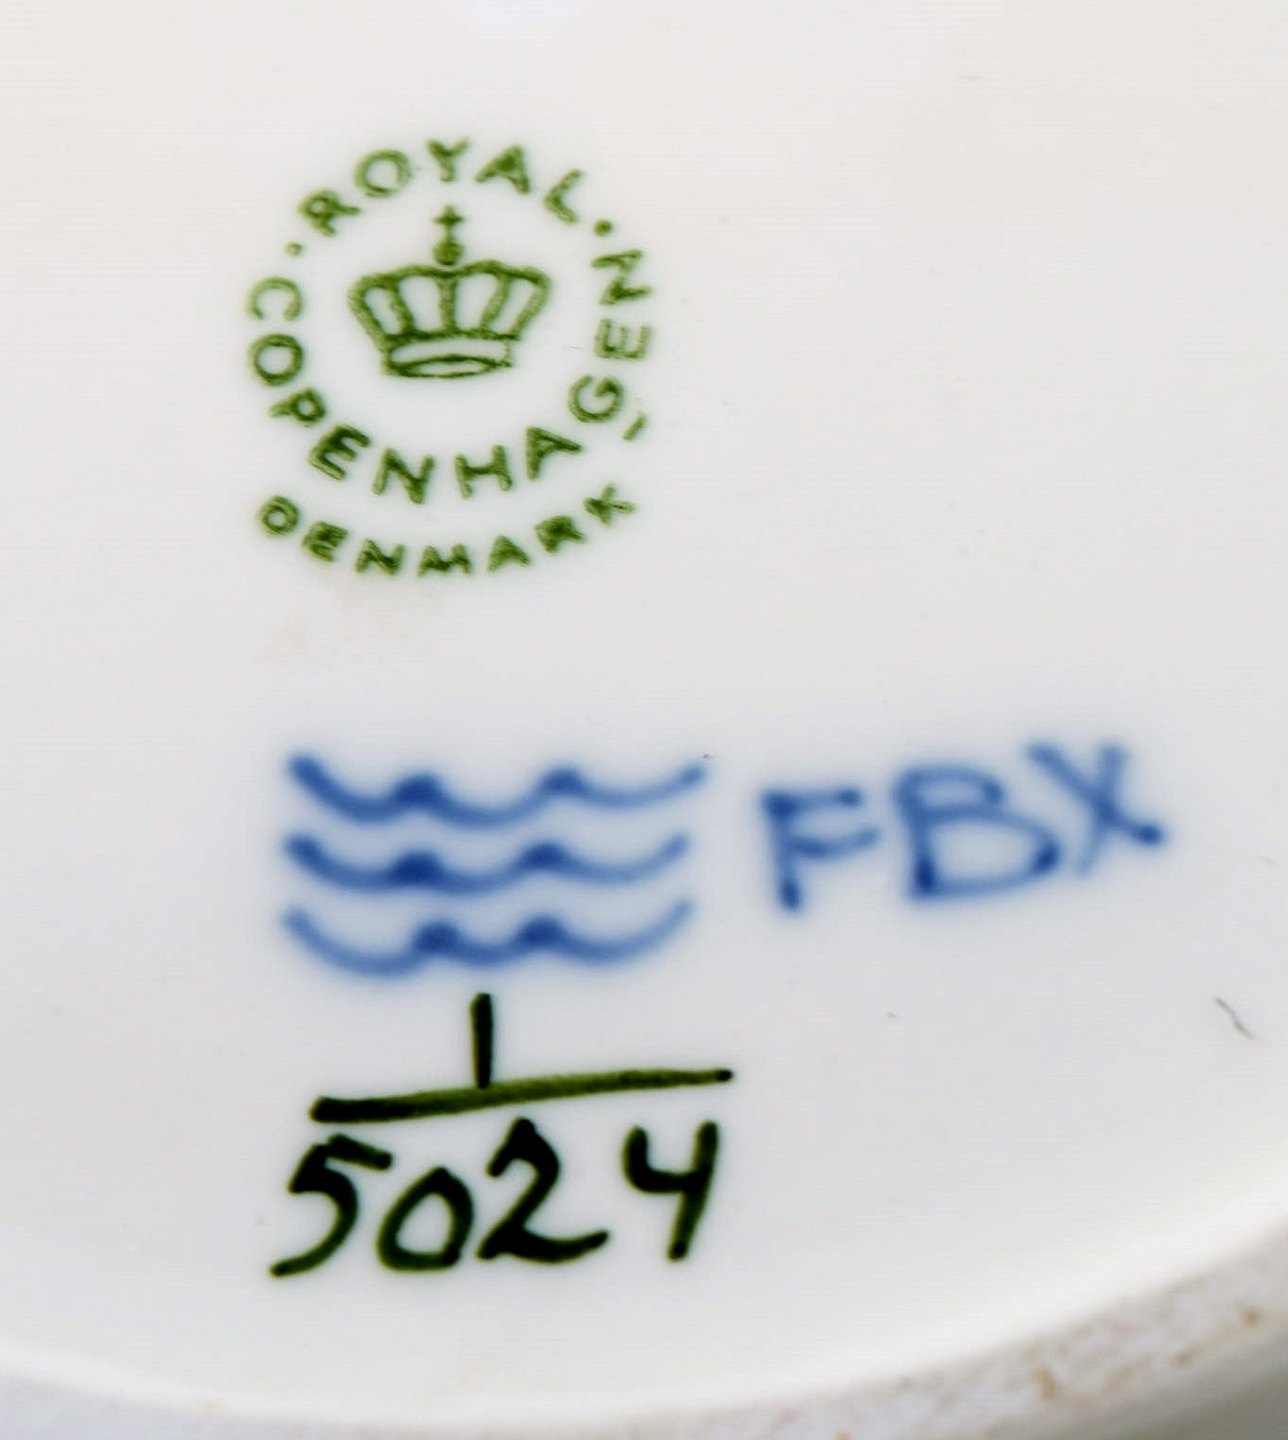 · ROYAL · COPENHAGEN
DENMARK
FBX
1
5024